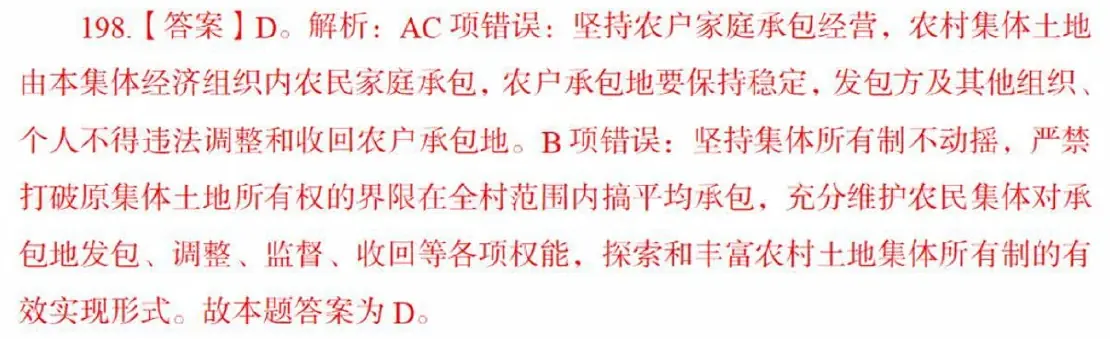 198.【答案】D。解析：AC 项错误：坚持农户家庭承包经营，农村集体土地
由本集体经济组织内农民家庭承包，农户承包地要保持稳定，发包方及其他组织、
个人不得违法调整和收回农户承包地。B 项错误：坚持集体所有制不动摇，严禁
打破原集体土地所有权的界限在全村范围内搞平均承包，充分维护农民集体对承
包地发包、调整、监督、收回等各项权能，探索和丰富农村土地集体所有制的有
效实现形式。故本题答案为 D。